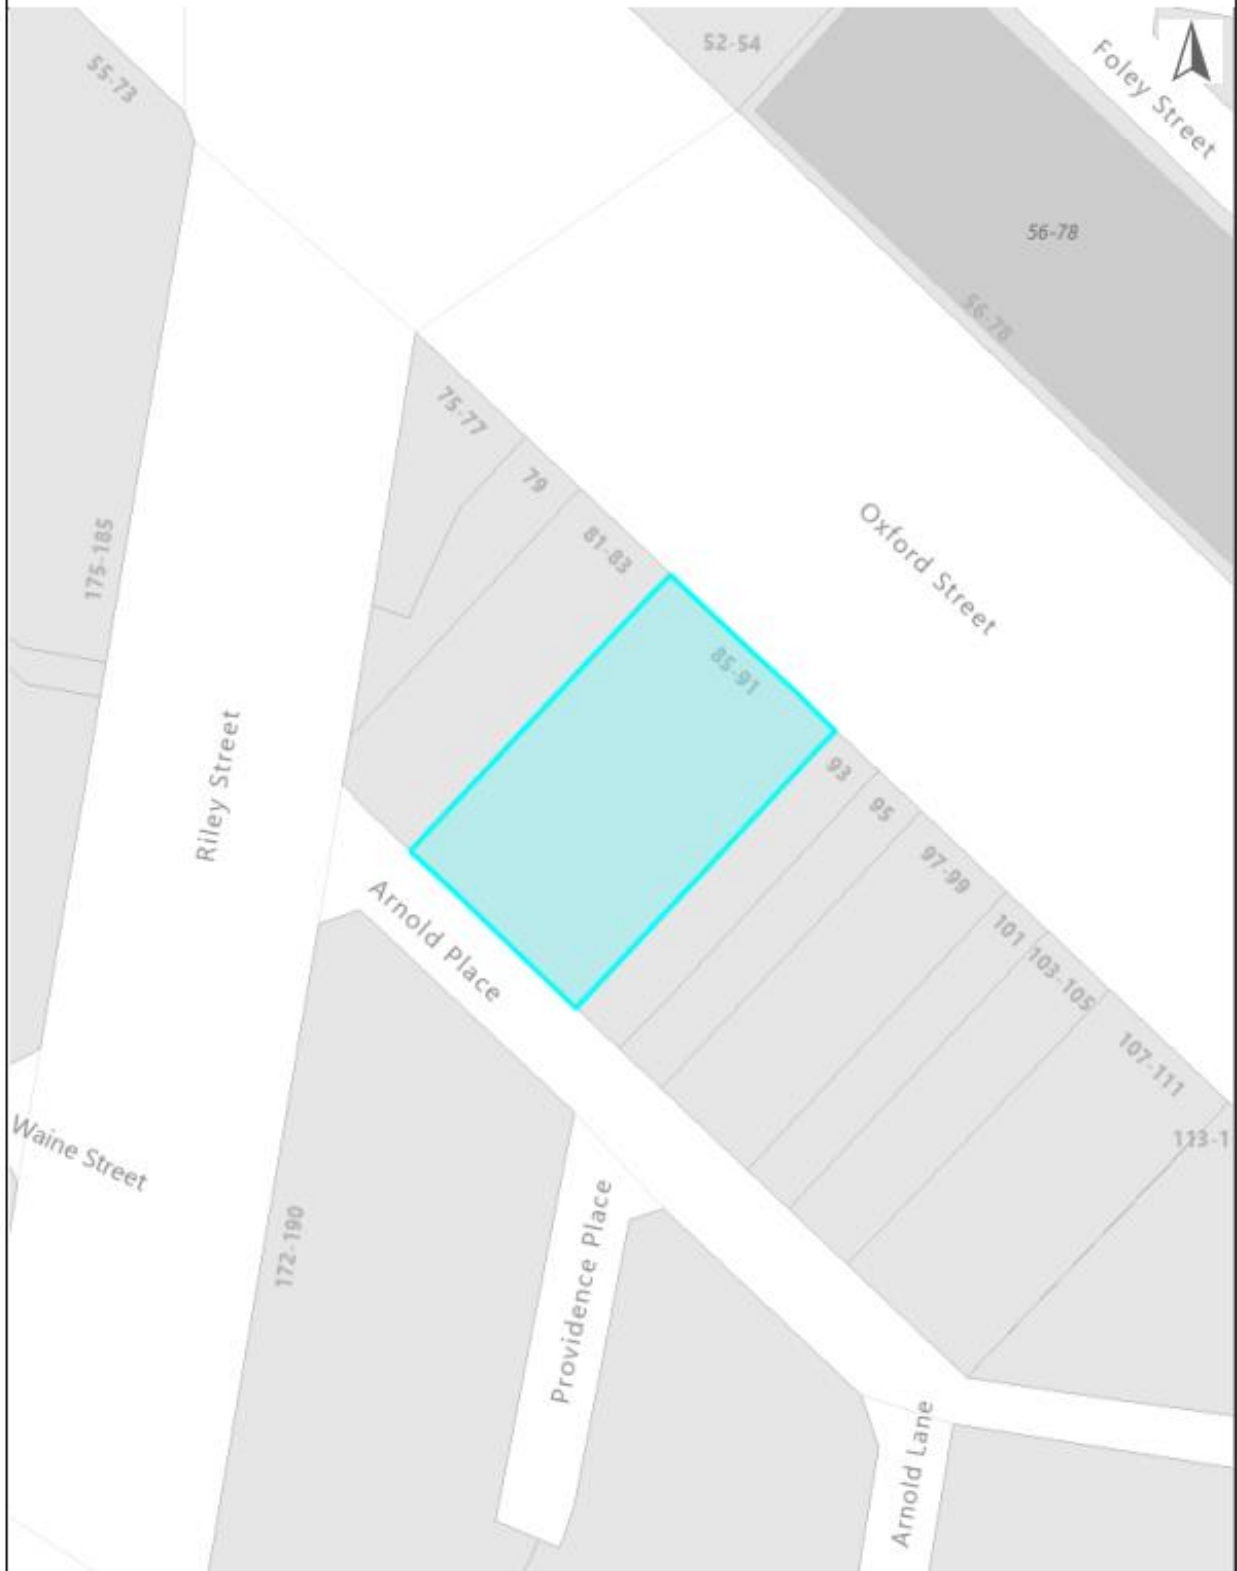 52-54
Foley Street
55-73
56-78
56-78
75-77
79
81-83
Oxford Street
175-185
85-91
Riley Street
93
95
97-99
Arnold Place
101
103-105
107-111
113-1
Waine Street
172-190
Providence Place
Arnold Lane